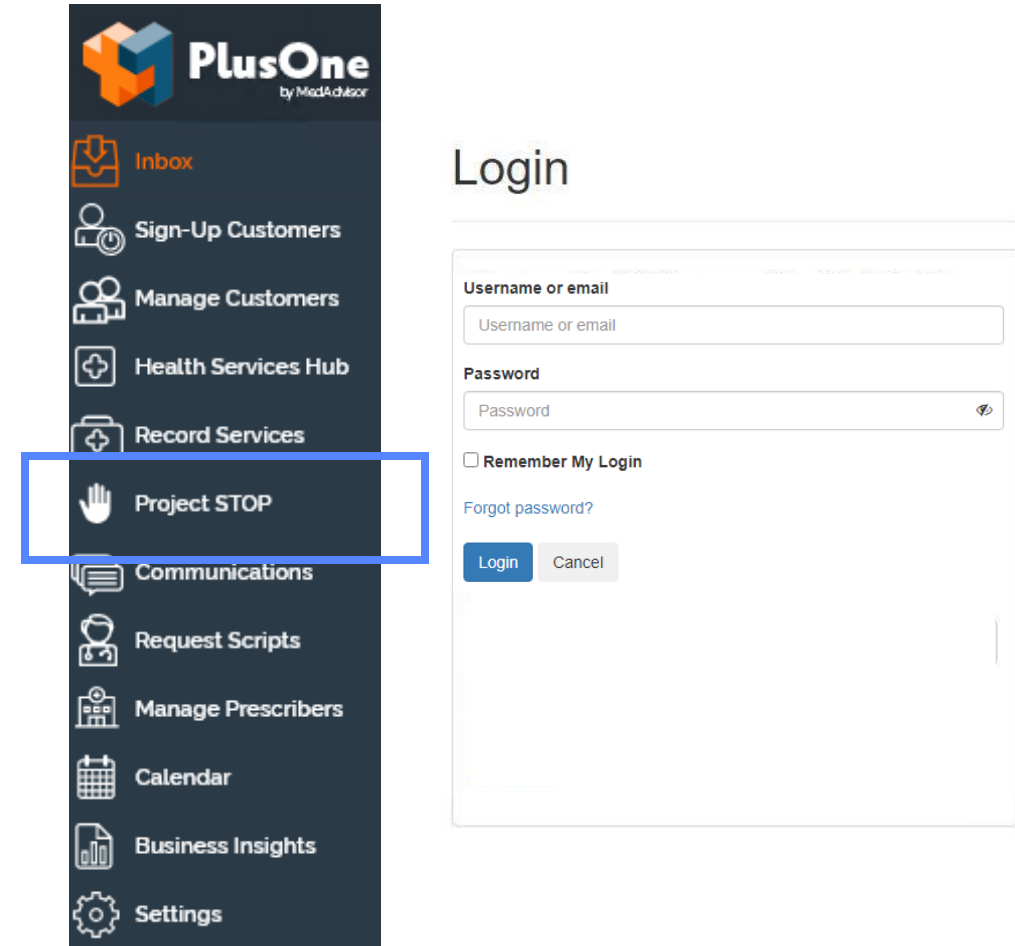 PlusOne
by MedAdvisor
Inbox
Sign-Up Customers
Manage Customers
Health Services Hub
Record Services
Project STOP
Communications
Request Scripts
Manage Prescribers
Calendar
Business Insights
Settings
Login
Username or email
Username or email
Password
Password
Remember My Login
Forgot password?
Login Cancel